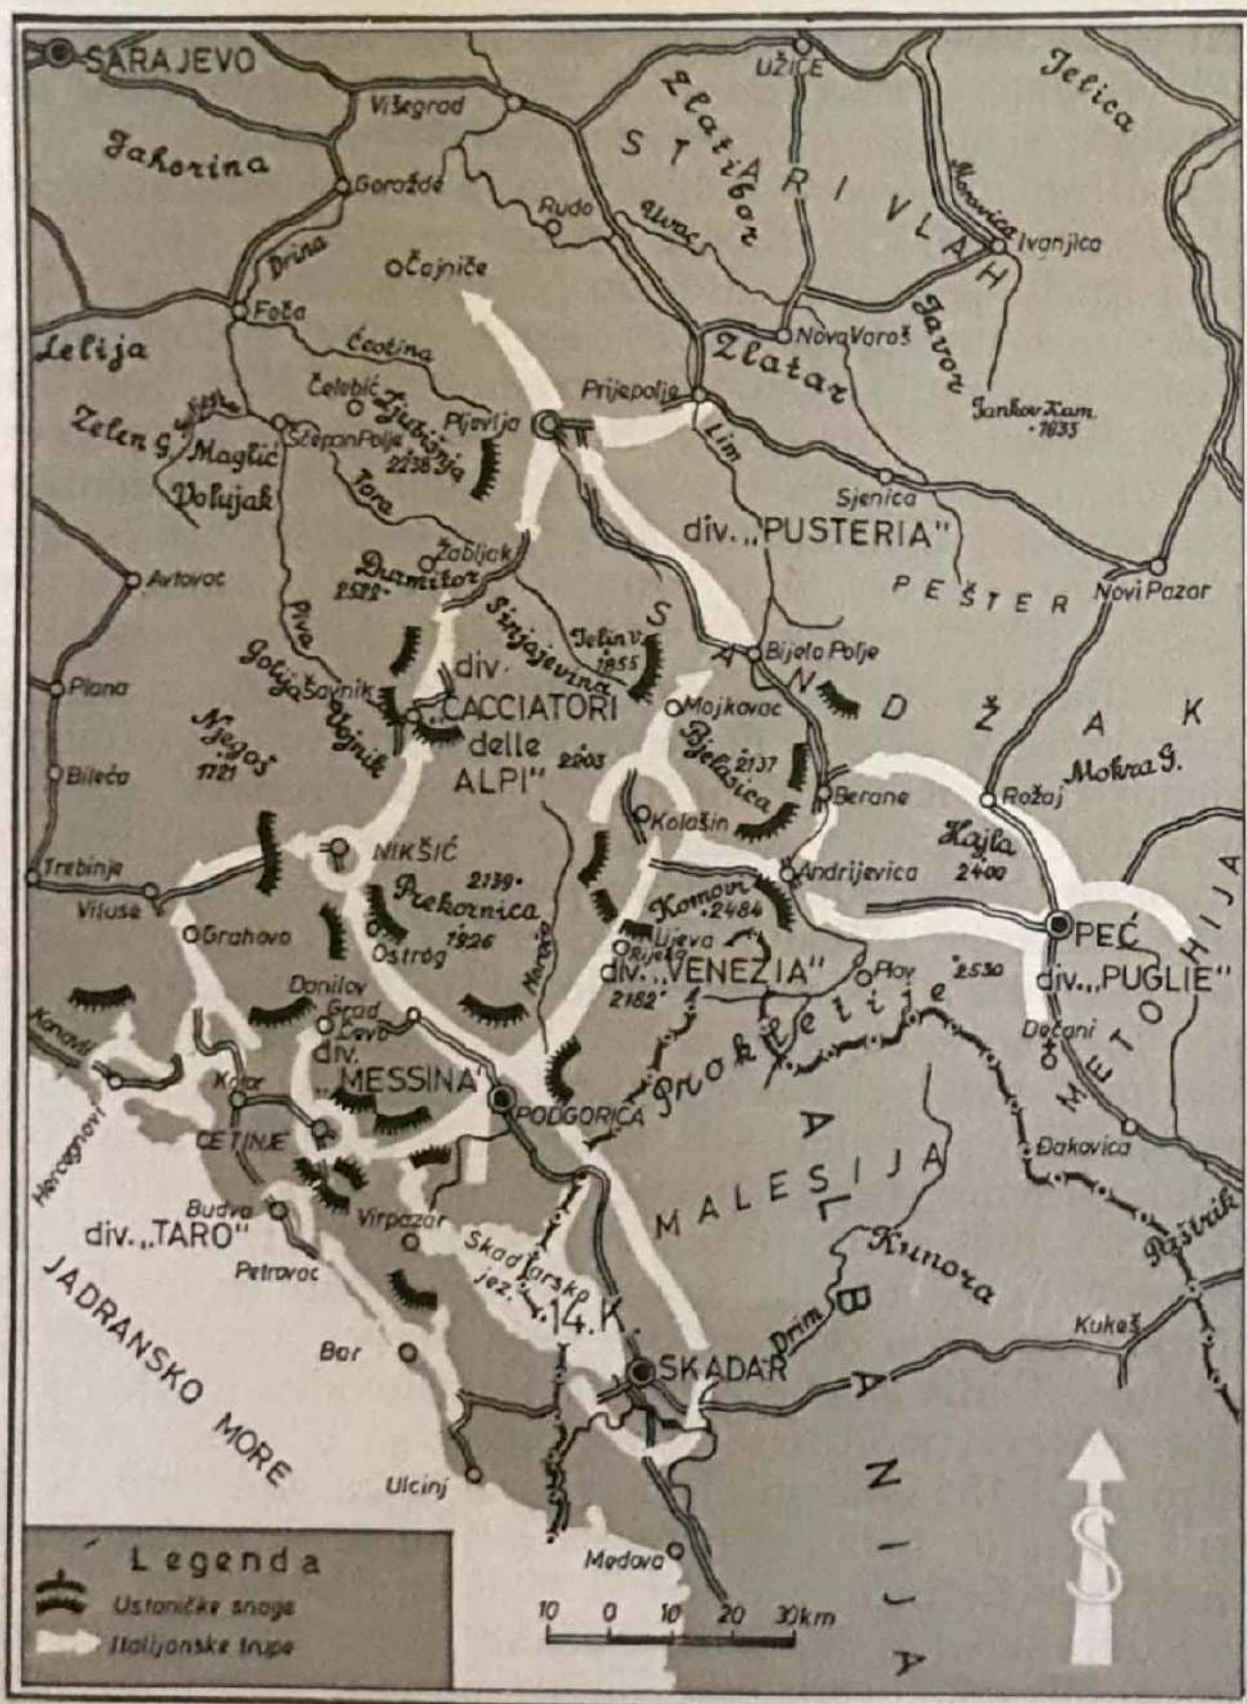 SARAJEVO
UŽICE
Jelica
Višegrad
Zlatibor
STARI VLAH
Jahorina
Goražde
Rudo
Uvac
Moravica
Ivanjica
Drina
Čajniče
Foča
Lelija
Ćeotina
Nova Varoš
Zlatar
Javor
Čelebić
Ljubišnja
2238
Prijepolje
Jankov Kam.
1833
Zelen G.
Maglić
Šćepan Polje
Pljevlja
Lim
Volujak
Tara
Sjenica
div. „PUSTERIA"
Žabljak
Durmitor
2522
Avtovac
PEŠTER
Novi Pazar
Piva
Sinjajevina
Jelin v.
1855
SANDŽAK
Bijelo Polje
Golija
Šavnik
div.
„CACCIATORI
delle
ALPI"
Plana
Mojkovac
Njegoš
1721
Vojnik
2203
Bjelasica
2137
Mokra G.
Bileća
Berane
Rožaj
Kolašin
NIKŠIĆ
Hajla
2400
Trebinje
Andrijevica
Viluse
2139
Prekornica
1926
Komovi
2484
Grahovo
Ostrog
Lijeva
Rijeka
PEĆ
div. „VENEZIA"
Plav
2530
div. „PUGLIE"
2182
Danilov
Grad
Čevo
Konavli
Dečani
METOHIJA
div.
„MESSINA"
Kotor
Prokletije
PODGORICA
CETINJE
Đakovica
Hercegnovi
MALESIJA
ALBANIJA
Budva
Virpazar
div. „TARO"
Paštrik
Petrovac
Skadarsko
jez.
Kunora
14. K.
JADRANSKO MORE
Bar
Drim
Kukeš
SKADAR
Ulcinj
S
Medova
Legenda
Ustaničke snage
Italijanske trupe
10 0 10 20 30km